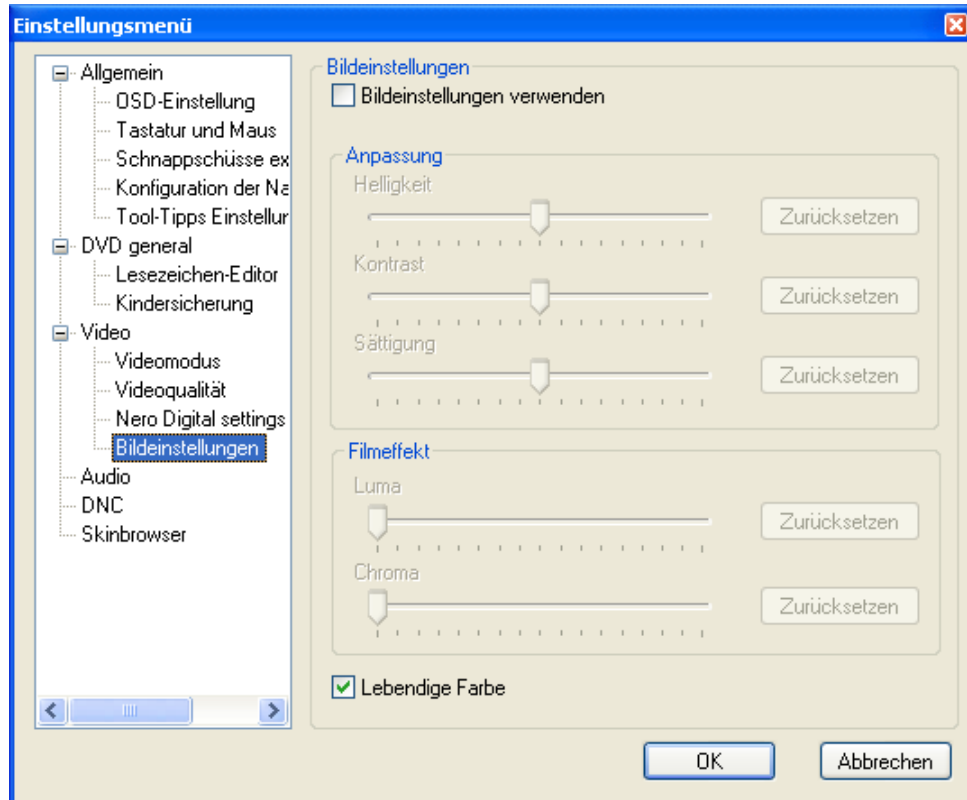 Einstellungsmenü
Allgemein
OSD-Einstellung
Tastatur und Maus
Schnappschüsse ex
Konfiguration der Na
Tool-Tipps Einstellur
DVD general
Lesezeichen-Editor
Kindersicherung
Video
Videomodus
Videoqualität
Nero Digital settings
Bildeinstellungen
Audio
DNC
Skinbrowser
Bildeinstellungen
Bildeinstellungen verwenden
Anpassung
Helligkeit
Zurücksetzen
Kontrast
Zurücksetzen
Sättigung
Zurücksetzen
Filmeffekt
Luma
Zurücksetzen
Chroma
Zurücksetzen
Lebendige Farbe
OK
Abbrechen